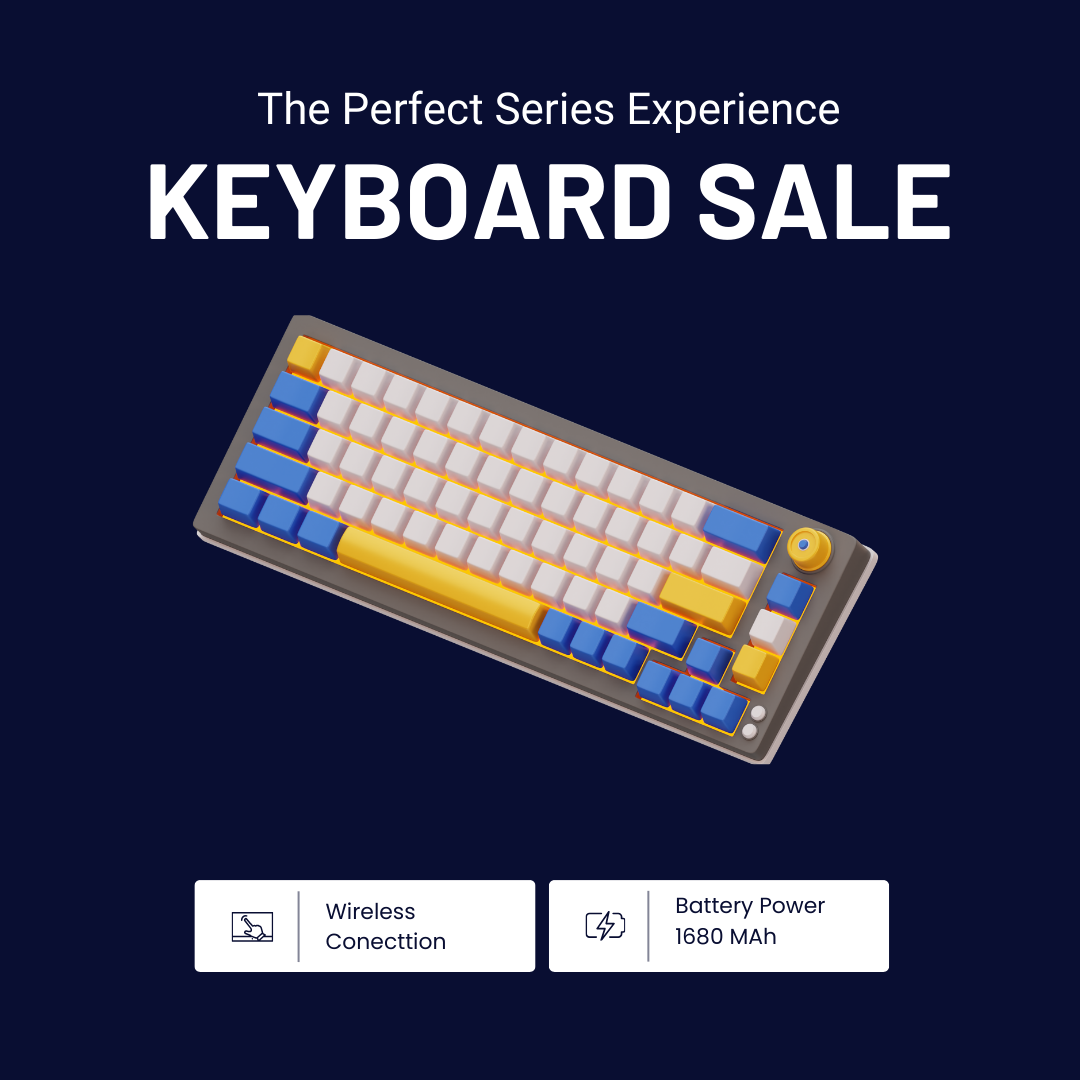 The Perfect Series Experience
KEYBOARD SALE
Wireless
Conecttion
Battery Power
1680 MAh